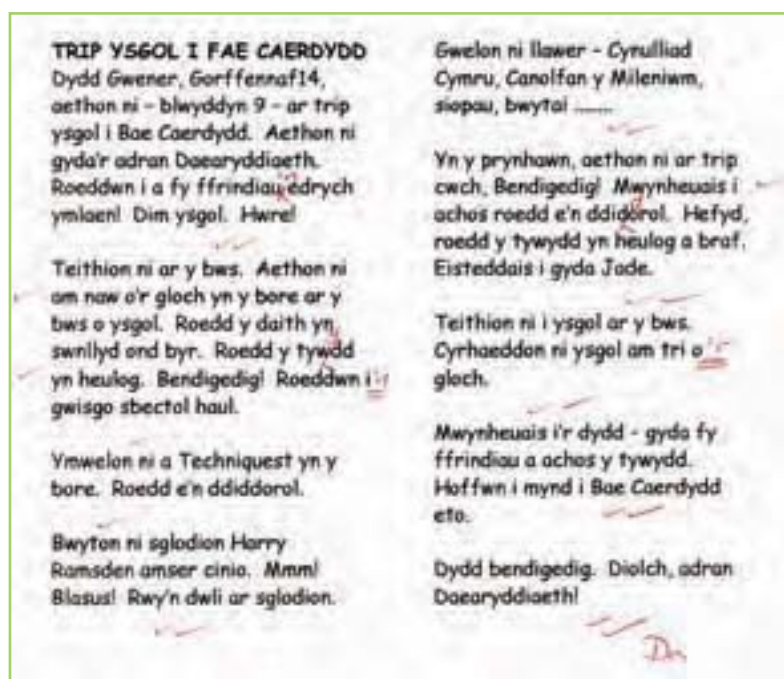 TRIP YSGOL I FAE CAERDYDD
Dydd Gwener, Gorffennaf14,
aethon ni - blwyddyn 9 - ar trip
ysgol i Bae Caerdydd. Aethon ni
gyda'r adran Daearyddiaeth.
Roeddwn i a fy ffrindiau edrych
ymlaen! Dim ysgol. Hwre!
Teithion ni ar y bws. Aethon ni
am naw o'r gloch yn y bore ar y
bws o ysgol. Roedd y daith yn
swnllyd ond byr. Roedd y tywdd
yn heulog. Bendigedig! Roeddwn i
gwisgo sbectol haul.
Ymwelon ni a Techniquest yn y
bore. Roedd e'n ddiddorol.
Bwyton ni sglodion Harry
Ramsden amser cinio. Mmm!
Blasus! Rwy'n dwli ar sglodion.
Gwelon ni llawer - Cynulliad
Cymru, Canolfan y Mileniwm,
siopau, bwytai .......
Yn y prynhawn, aethon ni ar trip
cwch, Bendigedig! Mwynheuais i
achos roedd e'n ddidorol. Hefyd,
roedd y tywydd yn heulog a braf.
Eisteddais i gyda Jade.
Teithion ni i ysgol ar y bws.
Cyrhaeddon ni ysgol am tri o
gloch.
Mwynheuais i'r dydd - gyda fy
ffrindiau a achos y tywydd.
Hoffwn i mynd i Bae Caerdydd
eto.
Dydd bendigedig. Diolch, adran
Daearyddiaeth!